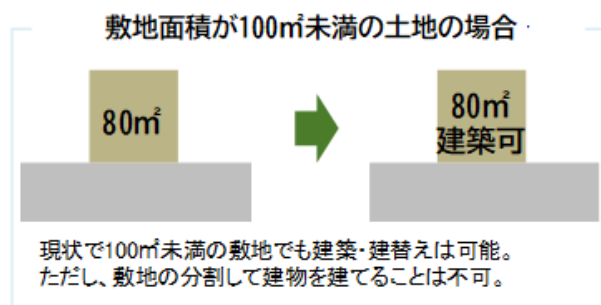 敷地面積が100㎡未満の土地の場合
80㎡
80㎡
建築可
現状で100㎡未満の敷地でも建築・建替えは可能。
ただし、敷地の分割して建物を建てることは不可。